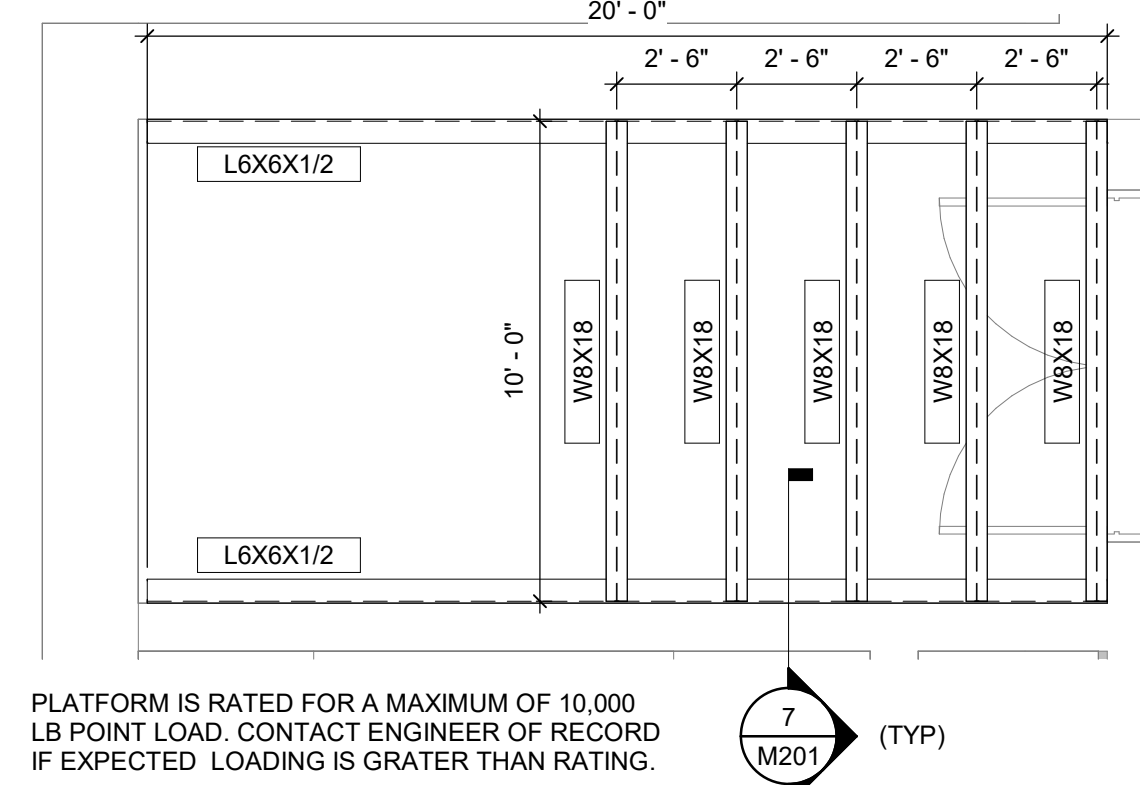 20' - 0"
2' - 6" 2' - 6" 2' - 6" 2' - 6"
L6X6X1/2
10' - 0"
W8X18 W8X18 W8X18 W8X18 W8X18
L6X6X1/2
PLATFORM IS RATED FOR A MAXIMUM OF 10,000
LB POINT LOAD. CONTACT ENGINEER OF RECORD
IF EXPECTED LOADING IS GRATER THAN RATING.
7
M201
(TYP)